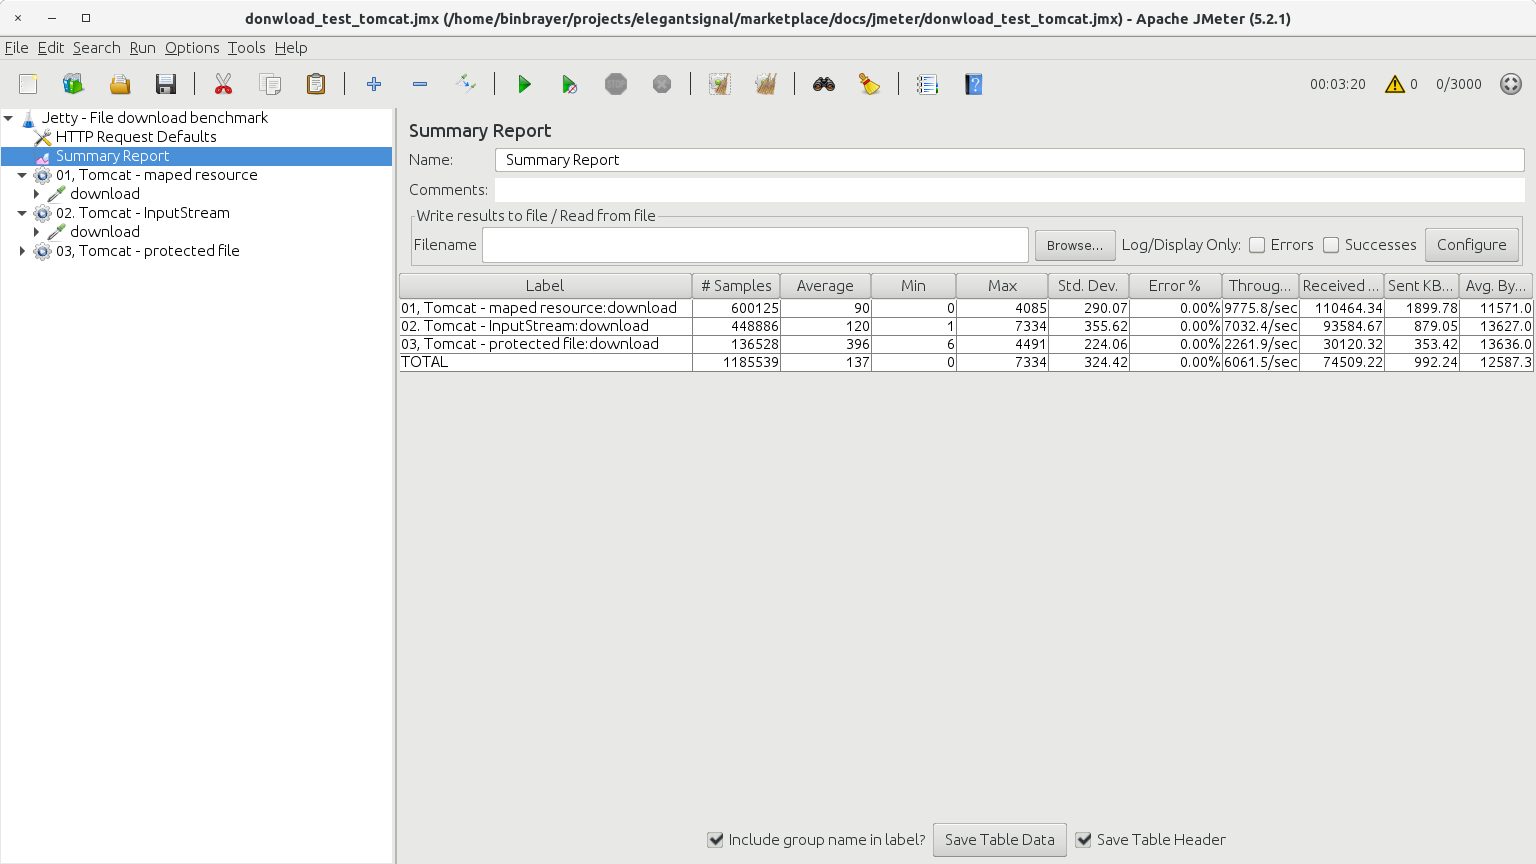 donwload_test_tomcat.jmx (/home/binbrayer/projects/elegantsignal/marketplace/docs/jmeter/donwload_test_tomcat.jmx) - Apache JMeter (5.2.1)
File Edit Search Run Options Tools Help
STOP 00:03:20 0 0/3000
Jetty - File download benchmark
HTTP Request Defaults
Summary Report
01, Tomcat - maped resource
download
02. Tomcat - InputStream
download
03, Tomcat - protected file
Summary Report
Name: Summary Report
Comments:
Write results to file / Read from file
Filename Browse... Log/Display Only: Errors Successes Configure
Label # Samples Average Min Max Std. Dev. Error % Throug... Received ... Sent KB... Avg. By...
01, Tomcat - maped resource:download 600125 90 0 4085 290.07 0.00% 9775.8/sec 110464.34 1899.78 11571.0
02. Tomcat - InputStream:download 448886 120 1 7334 355.62 0.00% 7032.4/sec 93584.67 879.05 13627.0
03, Tomcat - protected file:download 136528 396 6 4491 224.06 0.00% 2261.9/sec 30120.32 353.42 13636.0
TOTAL 1185539 137 0 7334 324.42 0.00% 6061.5/sec 74509.22 992.24 12587.3
Include group name in label? Save Table Data Save Table Header